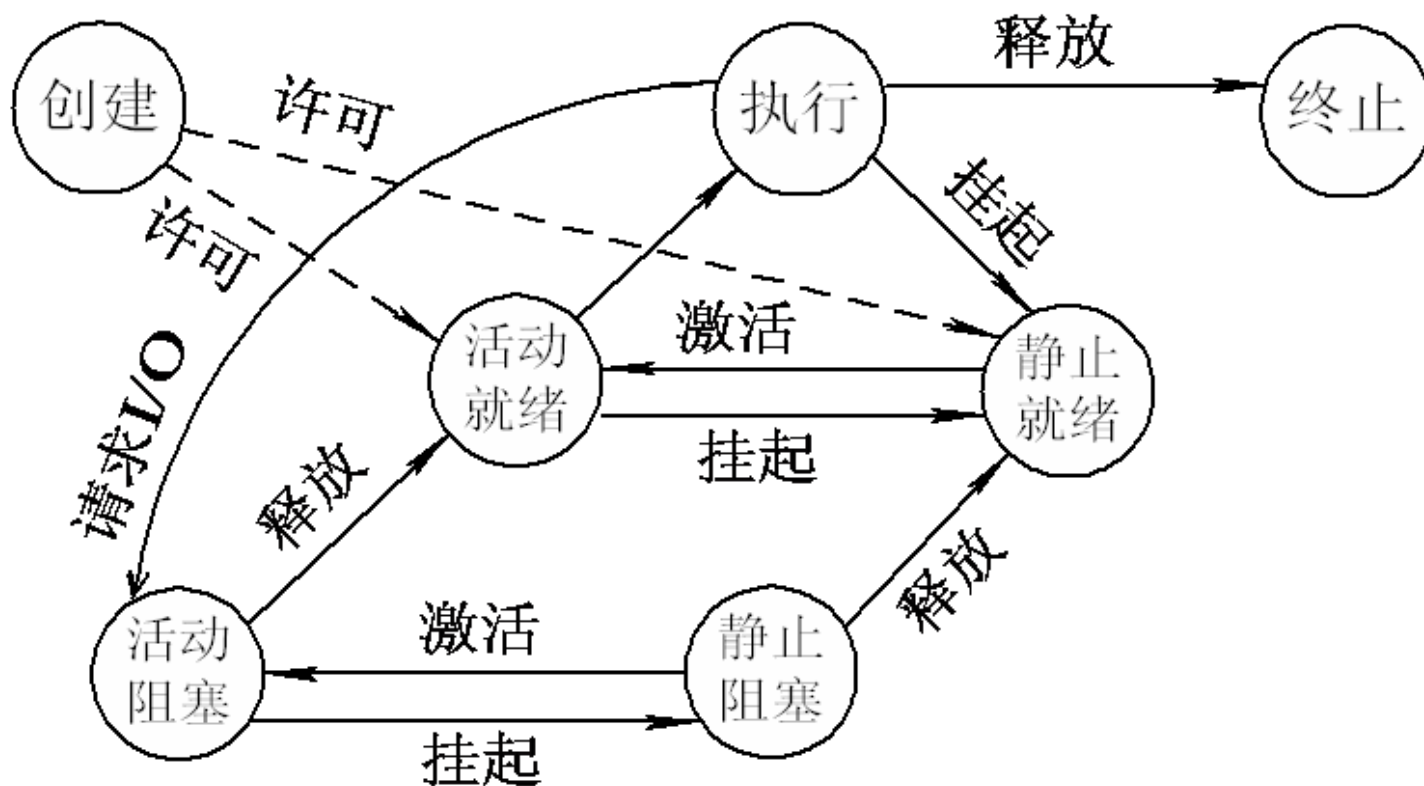 创建
许可
许可
执行
释放
终止
挂起
请求I/O
活动
就绪
激活
挂起
静止
就绪
释放
释放
活动
阻塞
激活
挂起
静止
阻塞